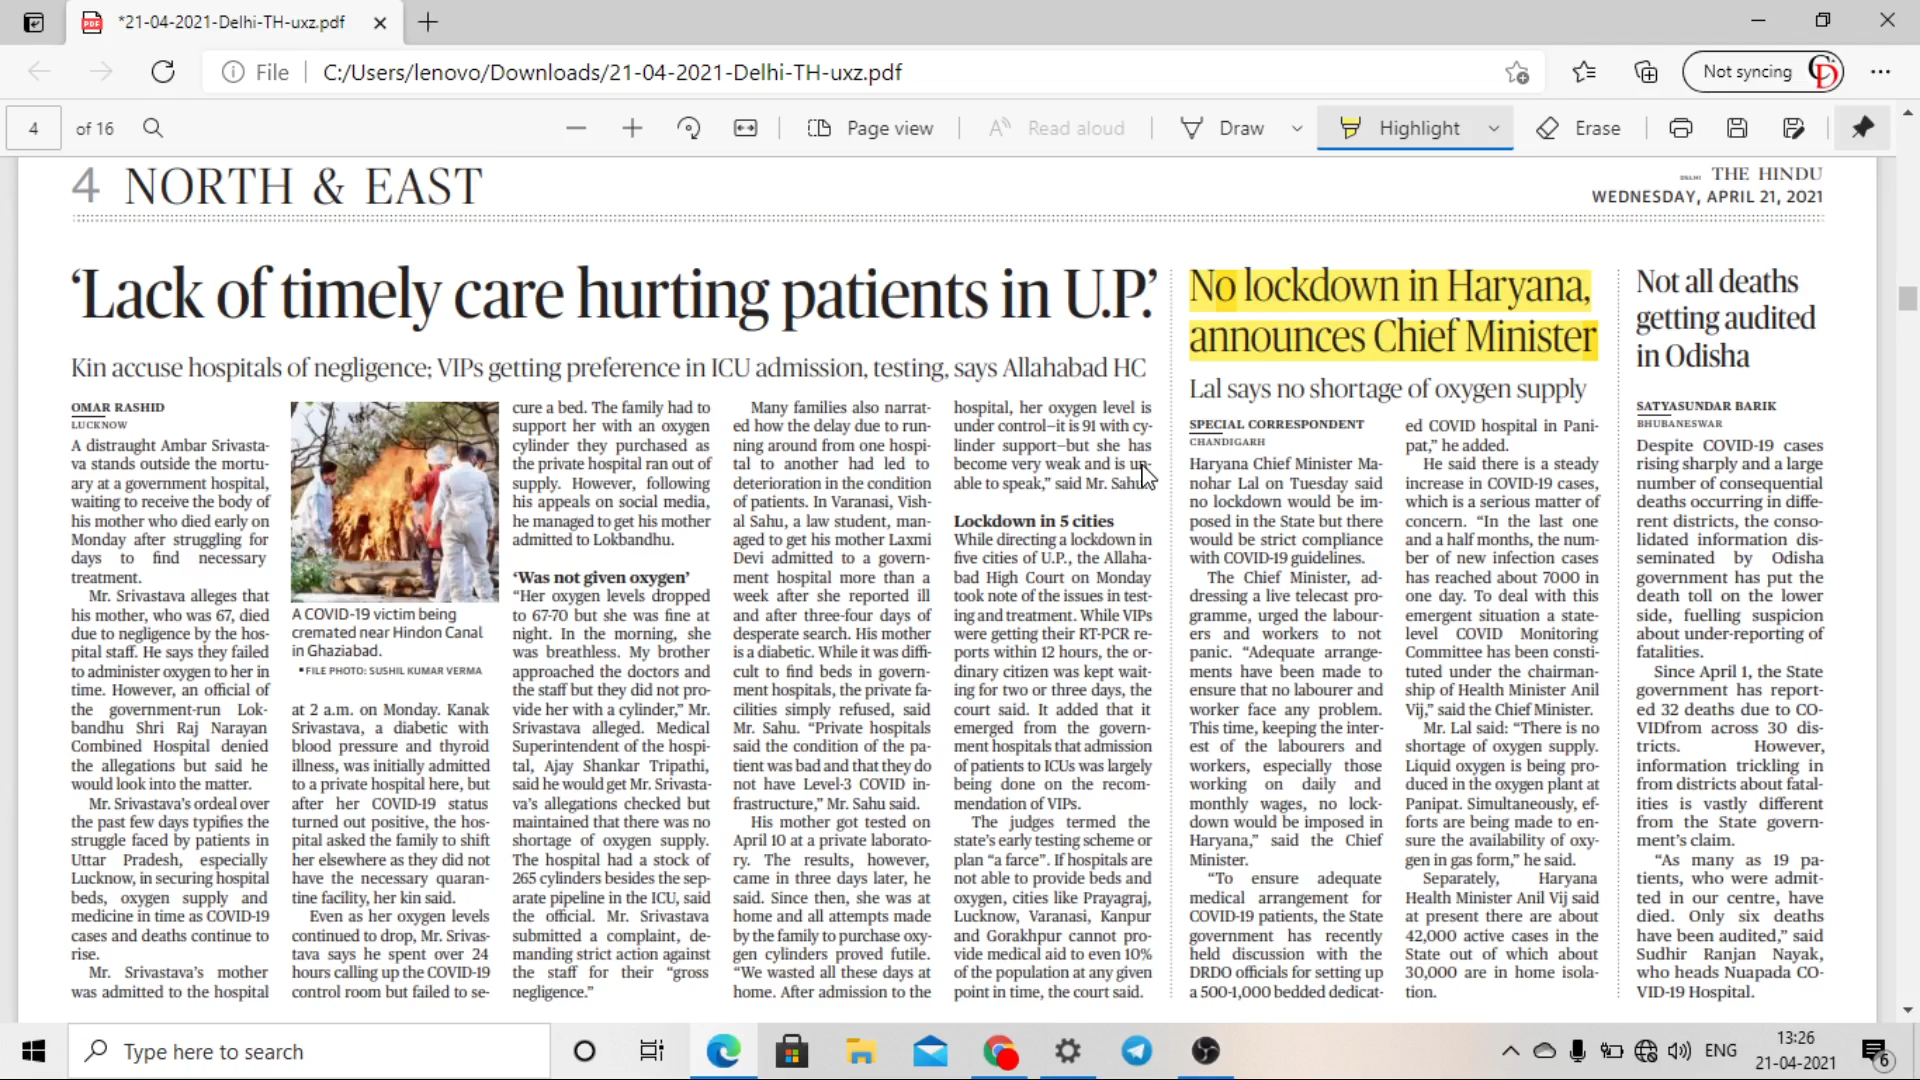 *21-04-2021-Delhi-TH-uxz.pdf
File
C:/Users/lenovo/Downloads/21-04-2021-Delhi-TH-uxz.pdf
Not syncing
4
of 16
Page view
Read aloud
Draw
Highlight
Erase
4 NORTH & EAST
DELHI THE HINDU
WEDNESDAY, APRIL 21, 2021
‘Lack of timely care hurting patients in U.P.’
Kin accuse hospitals of negligence; VIPs getting preference in ICU admission, testing, says Allahabad HC
OMAR RASHID
LUCKNOW
A distraught Ambar Srivasta-
va stands outside the mortu-
ary at a government hospital,
waiting to receive the body of
his mother who died early on
Monday after struggling for
days to find necessary
treatment.
Mr. Srivastava alleges that
his mother, who was 67, died
due to negligence by the hos-
pital staff. He says they failed
to administer oxygen to her in
time. However, an official of
the government-run Lok-
bandhu Shri Raj Narayan
Combined Hospital denied
the allegations but said he
would look into the matter.
Mr. Srivastava’s ordeal over
the past few days typifies the
struggle faced by patients in
Uttar Pradesh, especially
Lucknow, in securing hospital
beds, oxygen supply and
medicine in time as COVID-19
cases and deaths continue to
rise.
Mr. Srivastava’s mother
was admitted to the hospital
A COVID-19 victim being
cremated near Hindon Canal
in Ghaziabad.
▪FILE PHOTO: SUSHIL KUMAR VERMA
at 2 a.m. on Monday. Kanak
Srivastava, a diabetic with
blood pressure and thyroid
illness, was initially admitted
to a private hospital here, but
after her COVID-19 status
turned out positive, the hos-
pital asked the family to shift
her elsewhere as they did not
have the necessary quaran-
tine facility, her kin said.
Even as her oxygen levels
continued to drop, Mr. Srivas-
tava says he spent over 24
hours calling up the COVID-19
control room but failed to se-
cure a bed. The family had to
support her with an oxygen
cylinder they purchased as
the private hospital ran out of
supply. However, following
his appeals on social media,
he managed to get his mother
admitted to Lokbandhu.
‘Was not given oxygen’
“Her oxygen levels dropped
to 67-70 but she was fine at
night. In the morning, she
was breathless. My brother
approached the doctors and
the staff but they did not pro-
vide her with a cylinder,” Mr.
Srivastava alleged. Medical
Superintendent of the hospi-
tal, Ajay Shankar Tripathi,
said he would get Mr. Srivasta-
va’s allegations checked but
maintained that there was no
shortage of oxygen supply.
The hospital had a stock of
265 cylinders besides the sep-
arate pipeline in the ICU, said
the official. Mr. Srivastava
submitted a complaint, de-
manding strict action against
the staff for their “gross
negligence.”
Many families also narrat-
ed how the delay due to run-
ning around from one hospi-
tal to another had led to
deterioration in the condition
of patients. In Varanasi, Vish-
al Sahu, a law student, man-
aged to get his mother Laxmi
Devi admitted to a govern-
ment hospital more than a
week after she reported ill
and after three-four days of
desperate search. His mother
is a diabetic. While it was diffi-
cult to find beds in govern-
ment hospitals, the private fa-
cilities simply refused, said
Mr. Sahu. “Private hospitals
said the condition of the pa-
tient was bad and that they do
not have Level-3 COVID in-
frastructure,” Mr. Sahu said.
His mother got tested on
April 10 at a private laborato-
ry. The results, however,
came in three days later, he
said. Since then, she was at
home and all attempts made
by the family to purchase oxy-
gen cylinders proved futile.
“We wasted all these days at
home. After admission to the
hospital, her oxygen level is
under control—it is 91 with cy-
linder support—but she has
become very weak and is un-
able to speak,” said Mr. Sahu.
Lockdown in 5 cities
While directing a lockdown in
five cities of U.P., the Allaha-
bad High Court on Monday
took note of the issues in test-
ing and treatment. While VIPs
were getting their RT-PCR re-
ports within 12 hours, the or-
dinary citizen was kept wait-
ing for two or three days, the
court said. It added that it
emerged from the govern-
ment hospitals that admission
of patients to ICUs was largely
being done on the recom-
mendation of VIPs.
The judges termed the
state’s early testing scheme or
plan “a farce”. If hospitals are
not able to provide beds and
oxygen, cities like Prayagraj,
Lucknow, Varanasi, Kanpur
and Gorakhpur cannot pro-
vide medical aid to even 10%
of the population at any given
point in time, the court said.
No lockdown in Haryana,
announces Chief Minister
Lal says no shortage of oxygen supply
SPECIAL CORRESPONDENT
CHANDIGARH
Haryana Chief Minister Ma-
nohar Lal on Tuesday said
no lockdown would be im-
posed in the State but there
would be strict compliance
with COVID-19 guidelines.
The Chief Minister, ad-
dressing a live telecast pro-
gramme, urged the labour-
ers and workers to not
panic. “Adequate arrange-
ments have been made to
ensure that no labourer and
worker face any problem.
This time, keeping the inter-
est of the labourers and
workers, especially those
working on daily and
monthly wages, no lock-
down would be imposed in
Haryana,” said the Chief
Minister.
“To ensure adequate
medical arrangement for
COVID-19 patients, the State
government has recently
held discussion with the
DRDO officials for setting up
a 500-1,000 bedded dedicat-
ed COVID hospital in Pani-
pat,” he added.
He said there is a steady
increase in COVID-19 cases,
which is a serious matter of
concern. “In the last one
and a half months, the num-
ber of new infection cases
has reached about 7000 in
one day. To deal with this
emergent situation a state-
level COVID Monitoring
Committee has been consti-
tuted under the chairman-
ship of Health Minister Anil
Vij,” said the Chief Minister.
Mr. Lal said: “There is no
shortage of oxygen supply.
Liquid oxygen is being pro-
duced in the oxygen plant at
Panipat. Simultaneously, ef-
forts are being made to en-
sure the availability of oxy-
gen in gas form,” he said.
Separately, Haryana
Health Minister Anil Vij said
at present there are about
42,000 active cases in the
State out of which about
30,000 are in home isola-
tion.
Not all deaths
getting audited
in Odisha
SATYASUNDAR BARIK
BHUBANESWAR
Despite COVID-19 cases
rising sharply and a large
number of consequential
deaths occurring in diffe-
rent districts, the conso-
lidated information dis-
seminated by Odisha
government has put the
death toll on the lower
side, fuelling suspicion
about under-reporting of
fatalities.
Since April 1, the State
government has report-
ed 32 deaths due to CO-
VIDfrom across 30 dis-
tricts. However,
information trickling in
from districts about fatal-
ities is vastly different
from the State govern-
ment’s claim.
“As many as 19 pa-
tients, who were admit-
ted in our centre, have
died. Only six deaths
have been audited,” said
Sudhir Ranjan Nayak,
who heads Nuapada CO-
VID-19 Hospital.
Type here to search
ENG
13:26
21-04-2021
6